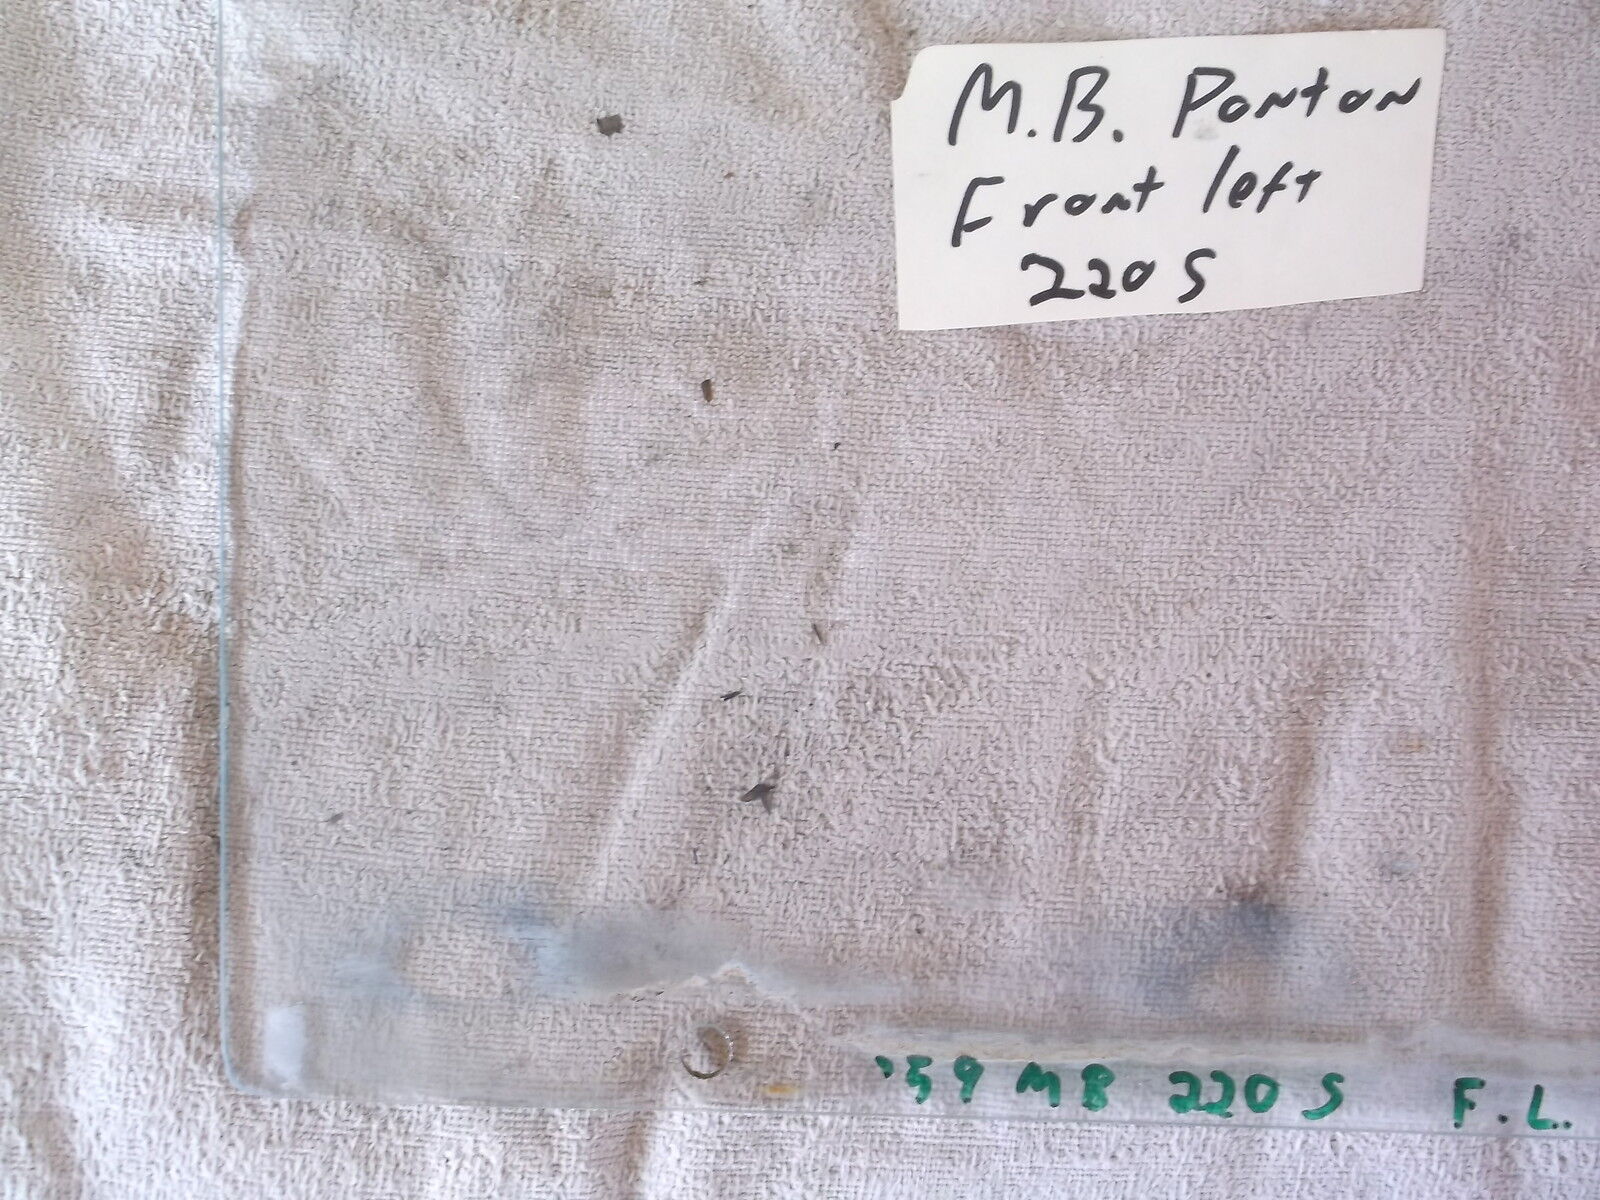 M.B. Ponton
Front left
220 S
'59 MB 220 S F.L.